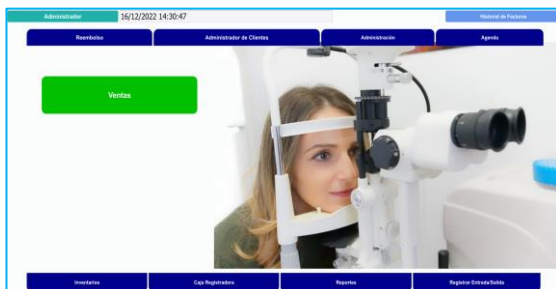 Administrador 16/12/2022 14:30:47 Historial de Facturas
Reembolso Administrador de Clientes Administración Agenda
Ventas
Inventarios Caja Registradora Reportes Registrar Entrada/Salida